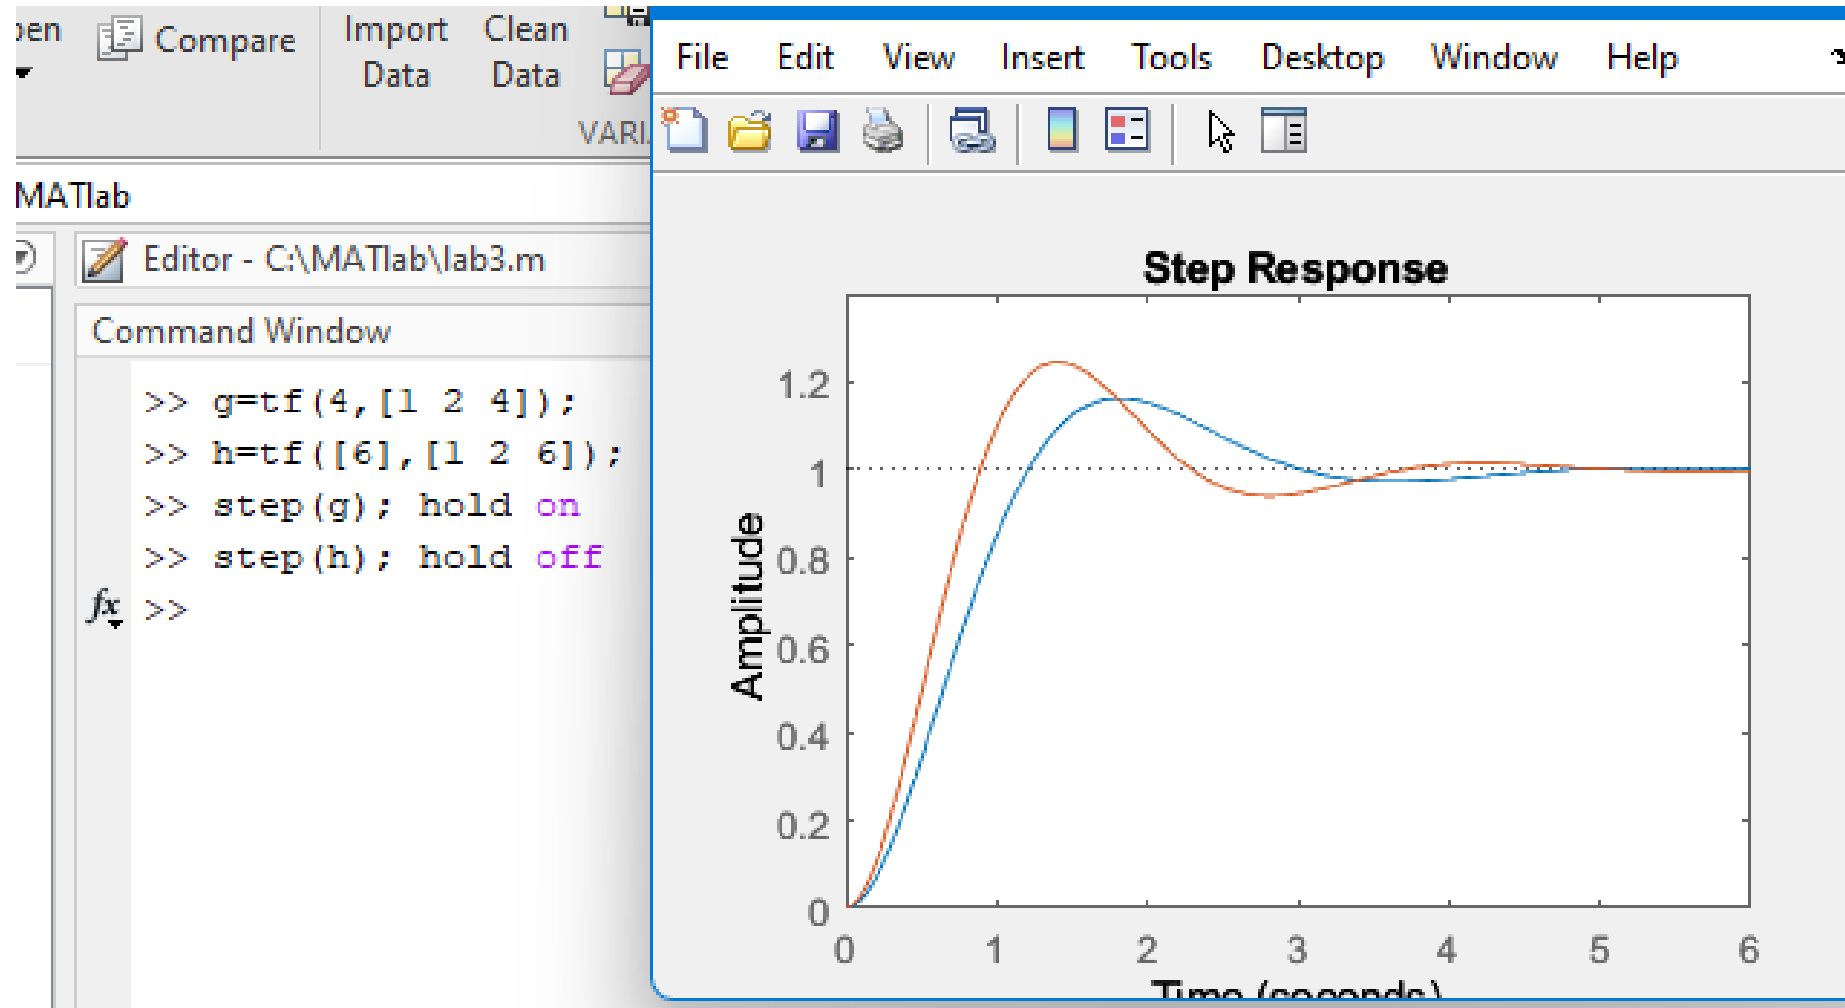 Compare
Import Data
Clean Data
MATlab
Editor - C:\MATlab\lab3.m
Command Window
>> g=tf(4,[1 2 4]);
>> h=tf([6],[1 2 6]);
>> step(g); hold on
>> step(h); hold off
fx >>
File Edit View Insert Tools Desktop Window Help
Step Response
Amplitude
1.2
1
0.8
0.6
0.4
0.2
0
0 1 2 3 4 5 6
Time (seconds)